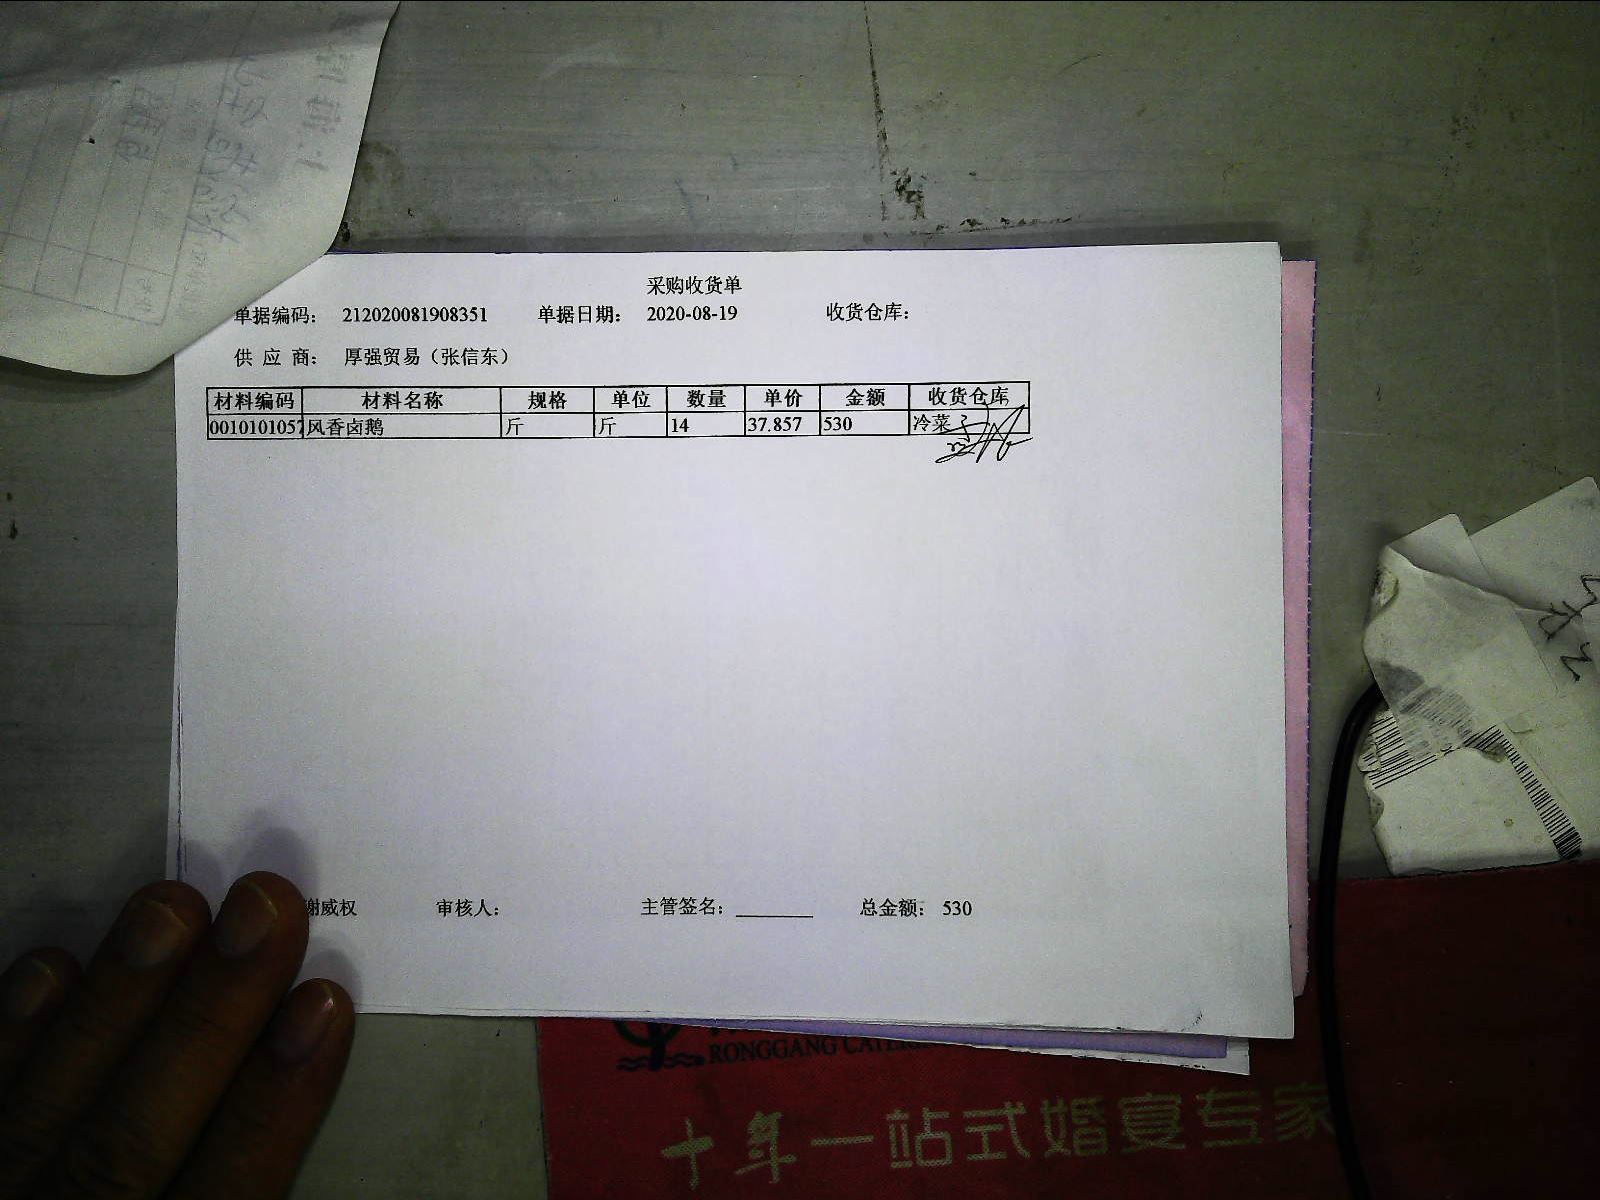 采购收货单
单据编码: 212020081908351 单据日期: 2020-08-19 收货仓库:
供 应 商: 厚强贸易（张信东）
材料编码 材料名称 规格 单位 数量 单价 金额 收货仓库
0010101057 风香卤鹅 斤 斤 14 37.857 530 冷菜
谢威权 审核人: 主管签名: ________ 总金额: 530
RONGGANG
十年一站式婚宴专家